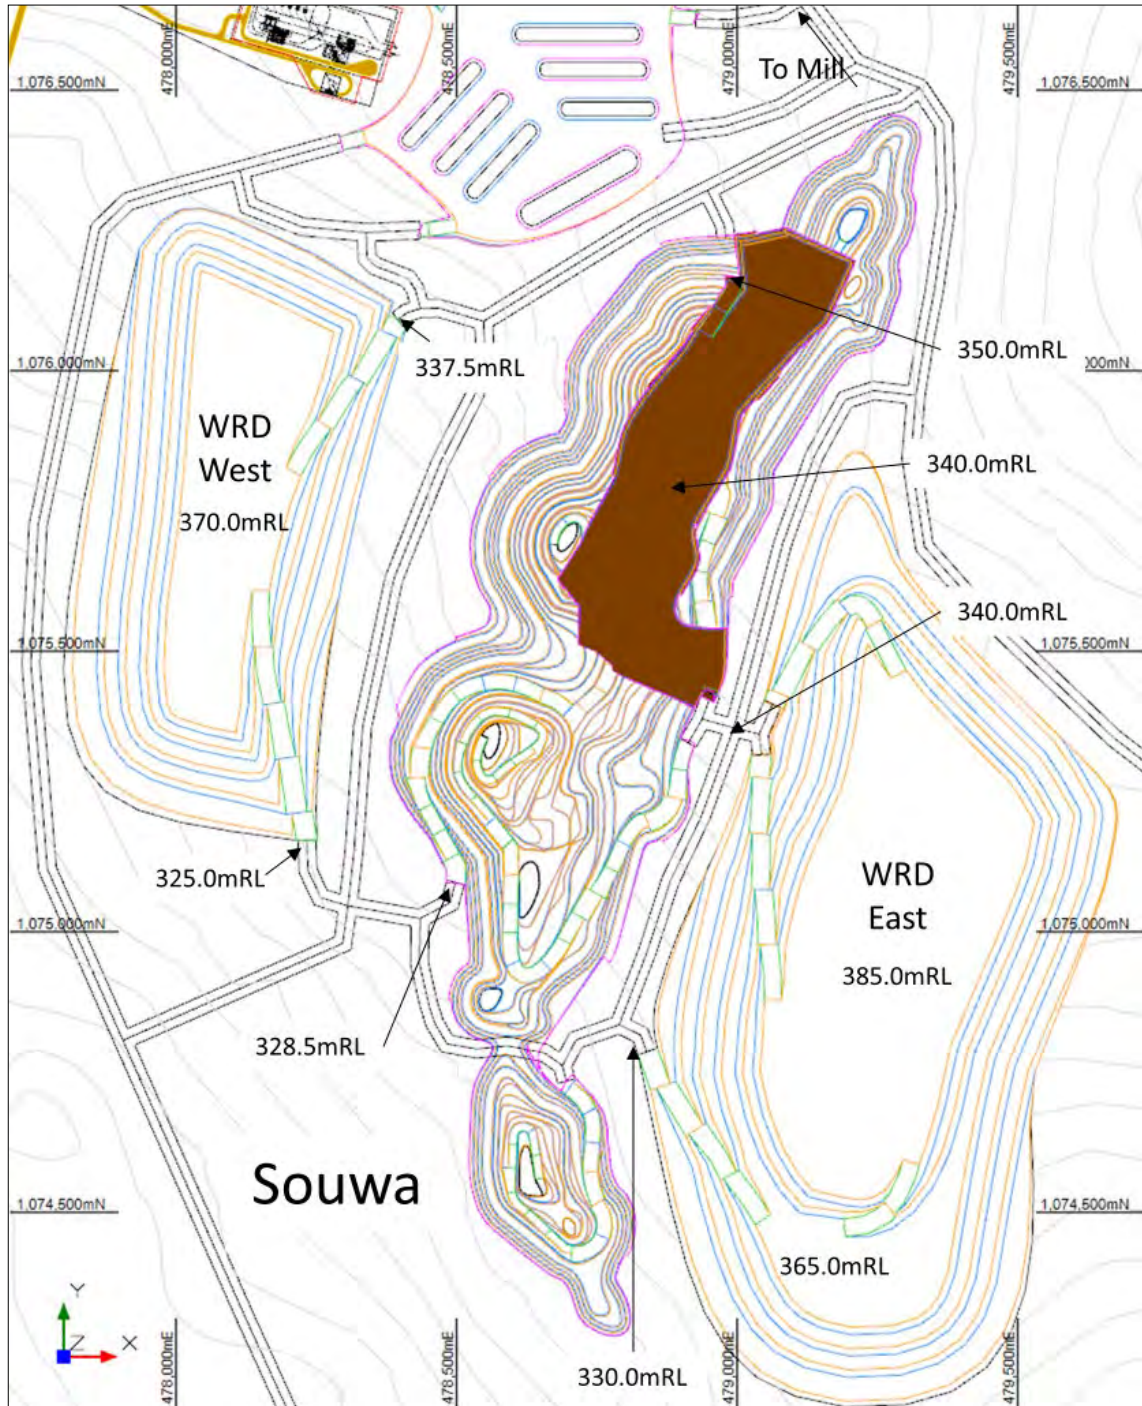 478,000mE
478,500mE
479,000mE
479,500mE
To Mill
1,076,500mN
1,076,500mN
350.0mRL
337.5mRL
1,076,000mN
000mN
WRD
West
370.0mRL
340.0mRL
340.0mRL
1,075,500mN
1,075,500mN
325.0mRL
WRD
East
385.0mRL
1,075,000mN
1,075,000mN
328.5mRL
Souwa
1,074,500mN
1,074,500mN
365.0mRL
330.0mRL
Y
Z
X
478,000mE
478,500mE
479,000mE
479,500mE